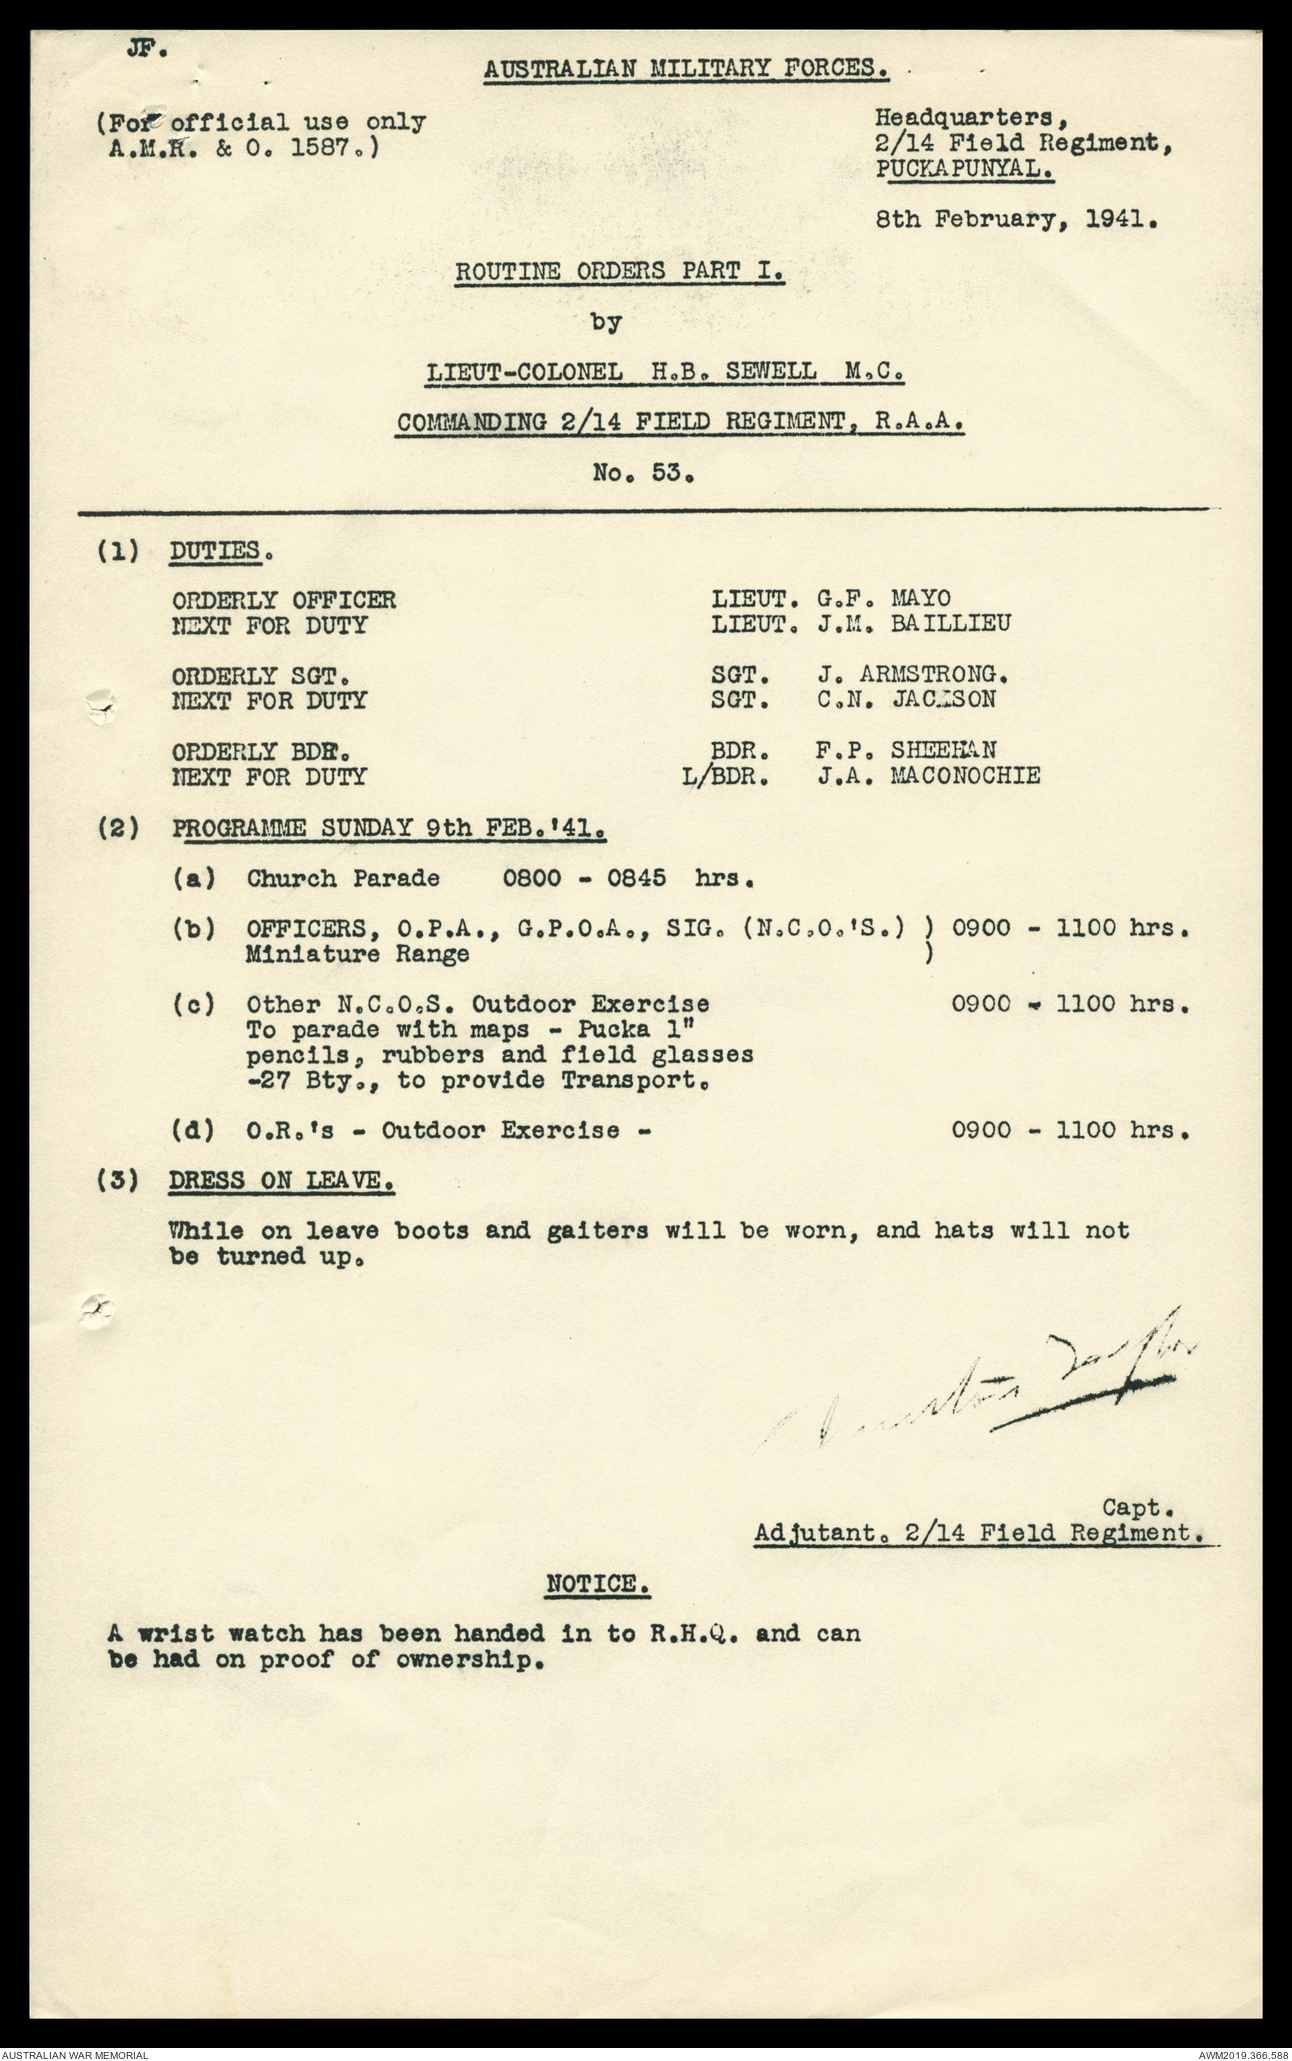 JF.
AUSTRALIAN MILITARY FORCES.
(For official use only
A.M.R. & O. 1587.)
Headquarters,
2/14 Field Regiment,
PUCKAPUNYAL.
8th February, 1941.
ROUTINE ORDERS PART I.
by
LIEUT-COLONEL H.B. SEWELL M.C.
COMMANDING 2/14 FIELD REGIMENT, R.A.A.
No. 53.
(1) DUTIES.
ORDERLY OFFICER LIEUT. G.F. MAYO
NEXT FOR DUTY LIEUT. J.M. BAILLIEU
ORDERLY SGT. SGT. J. ARMSTRONG.
NEXT FOR DUTY SGT. C.N. JACKSON
ORDERLY BDR. BDR. F.P. SHEEHAN
NEXT FOR DUTY L/BDR. J.A. MACONOCHIE
(2) PROGRAMME SUNDAY 9th FEB.'41.
(a) Church Parade 0800 - 0845 hrs.
(b) OFFICERS, O.P.A., G.P.O.A., SIG. (N.C.O.'S.) ) 0900 - 1100 hrs.
Miniature Range )
(c) Other N.C.O.S. Outdoor Exercise 0900 - 1100 hrs.
To parade with maps - Pucka 1"
pencils, rubbers and field glasses
-27 Bty., to provide Transport.
(d) O.R.'s - Outdoor Exercise - 0900 - 1100 hrs.
(3) DRESS ON LEAVE.
While on leave boots and gaiters will be worn, and hats will not
be turned up.
Capt.
Adjutant. 2/14 Field Regiment.
NOTICE.
A wrist watch has been handed in to R.H.Q. and can
be had on proof of ownership.
AUSTRALIAN WAR MEMORIAL
AWM2019.366.588